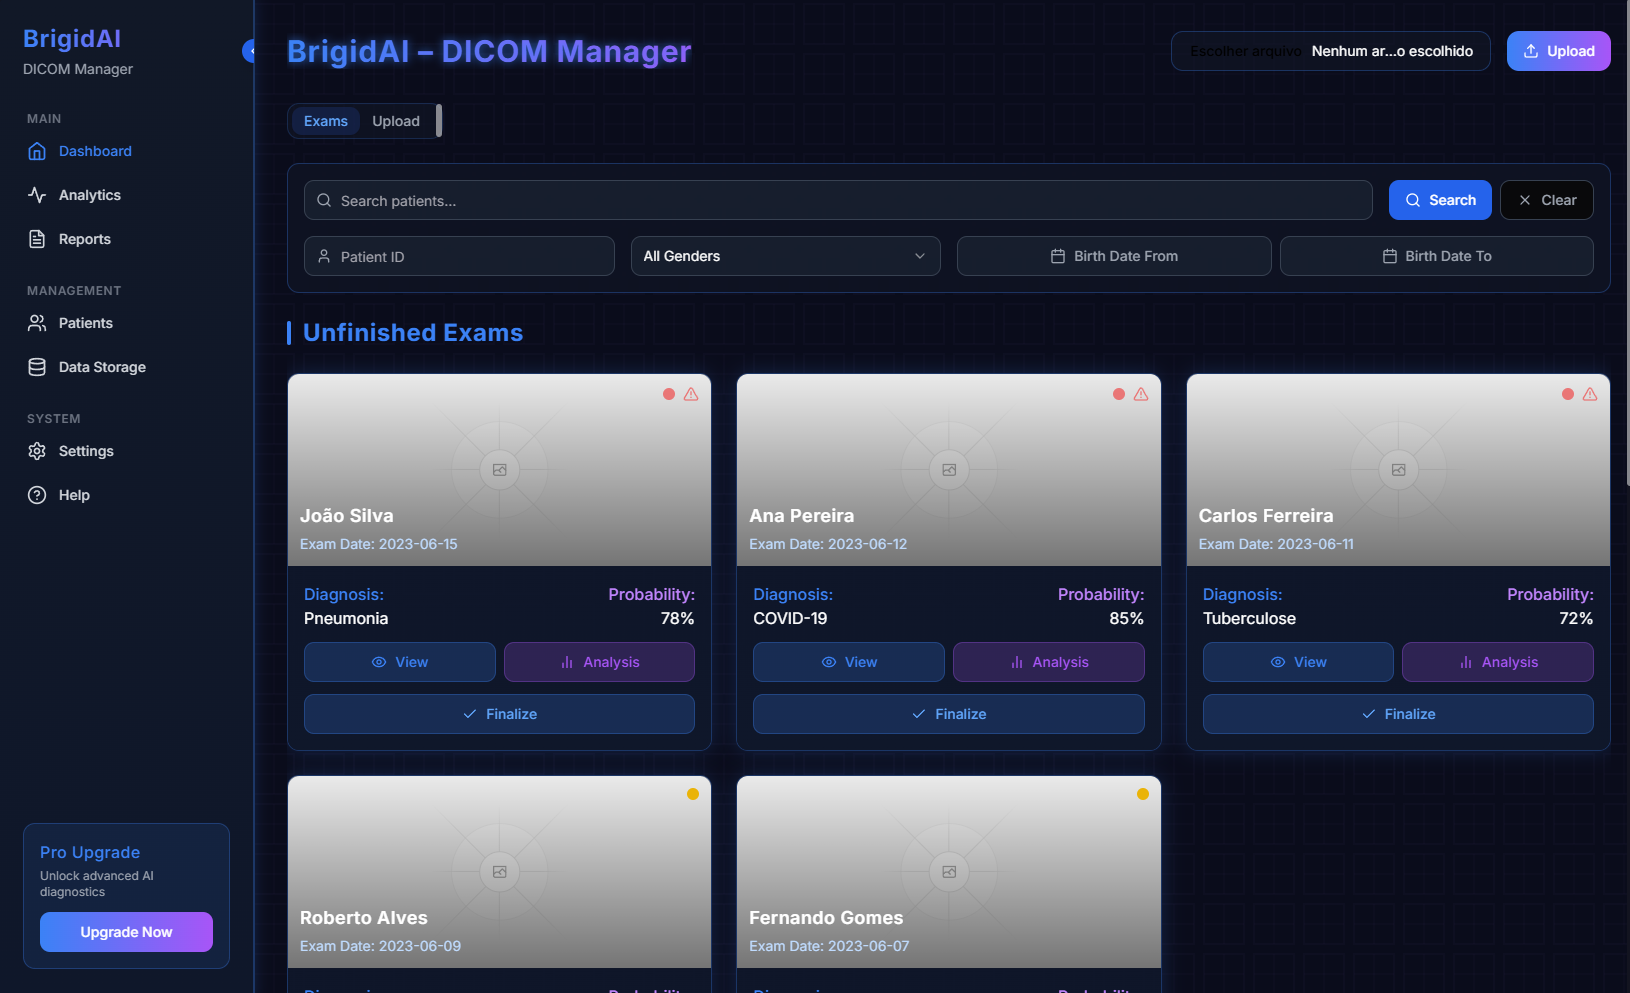 BrigidAI
DICOM Manager
MAIN
Dashboard
Analytics
Reports
MANAGEMENT
Patients
Data Storage
SYSTEM
Settings
Help
Pro Upgrade
Unlock advanced AI
diagnostics
Upgrade Now
BrigidAI – DICOM Manager
Escolher arquivo Nenhum ar...o escolhido
Upload
Exams Upload
Search patients...
Search
Clear
Patient ID
All Genders
Birth Date From
Birth Date To
Unfinished Exams
João Silva
Exam Date: 2023-06-15
Diagnosis: Probability:
Pneumonia 78%
View Analysis
Finalize
Ana Pereira
Exam Date: 2023-06-12
Diagnosis: Probability:
COVID-19 85%
View Analysis
Finalize
Carlos Ferreira
Exam Date: 2023-06-11
Diagnosis: Probability:
Tuberculose 72%
View Analysis
Finalize
Roberto Alves
Exam Date: 2023-06-09
Fernando Gomes
Exam Date: 2023-06-07